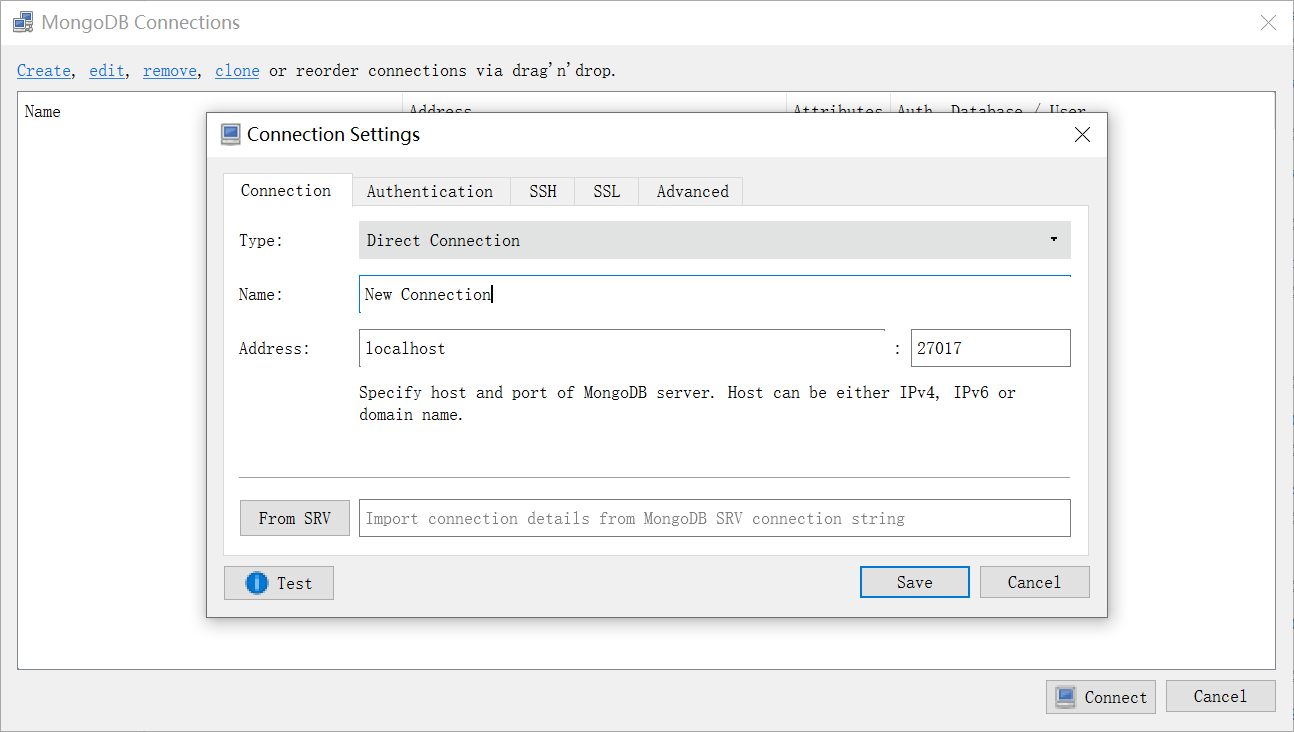 MongoDB Connections
Create, edit, remove, clone or reorder connections via drag'n'drop.
Name Address Attributes Auth. Database / User
Connection Settings
Connection Authentication SSH SSL Advanced
Type: Direct Connection
Name: New Connection
Address: localhost : 27017
Specify host and port of MongoDB server. Host can be either IPv4, IPv6 or
domain name.
From SRV Import connection details from MongoDB SRV connection string
Test Save Cancel
Connect Cancel